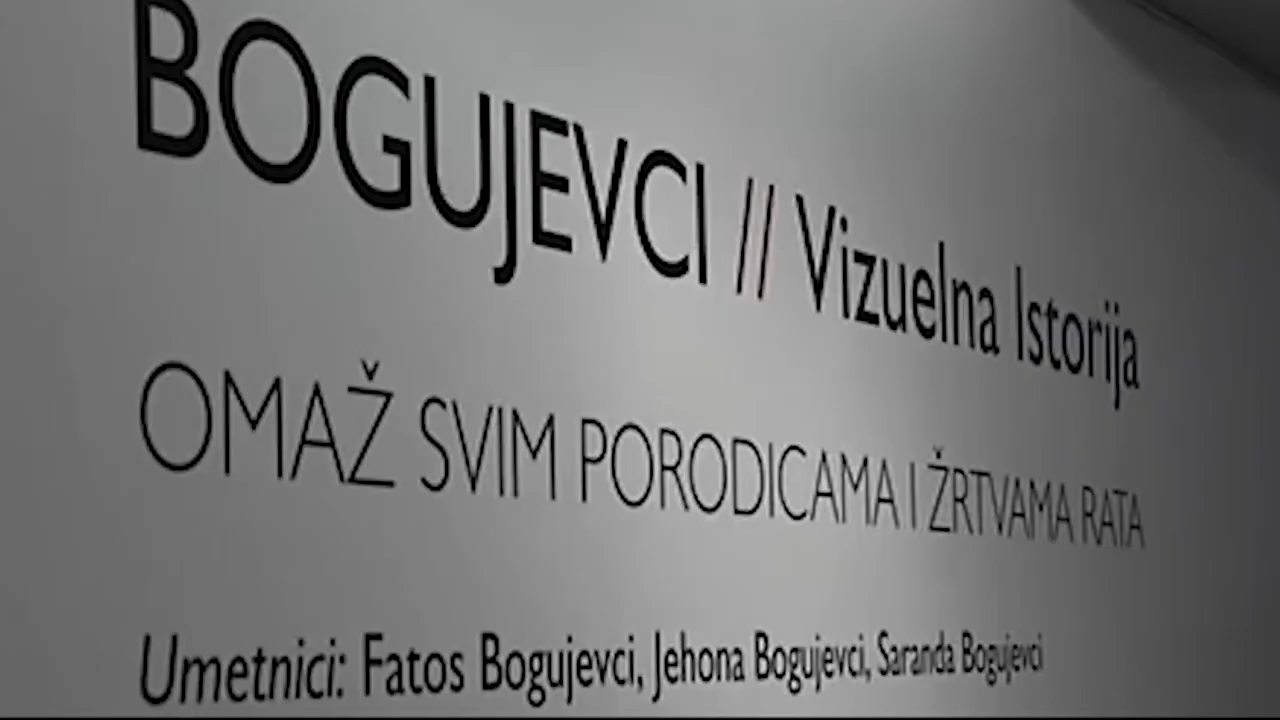 BOGUJEVCI // Vizuelna Istorija
OMAŽ SVIM PORODICAMA I ŽRTVAMA RATA
Umetnici: Fatos Bogujevci, Jehona Bogujevci, Saranda Bogujevci